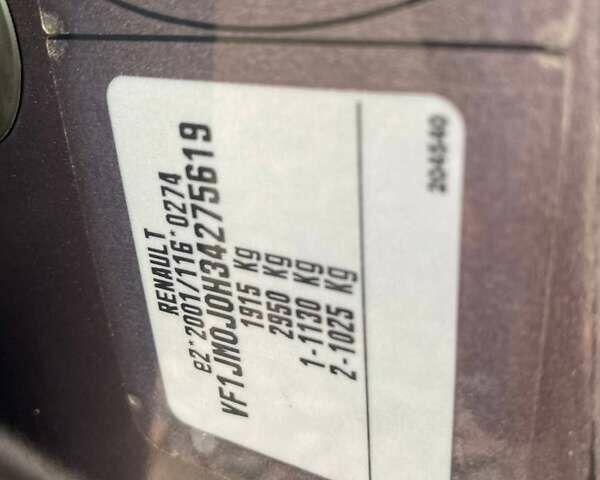 RENAULT
e2*2001/116*0274
VF1JM0J0H34275619
1915 Kg
2950 Kg
1-1130 Kg
2-1025 Kg
204540